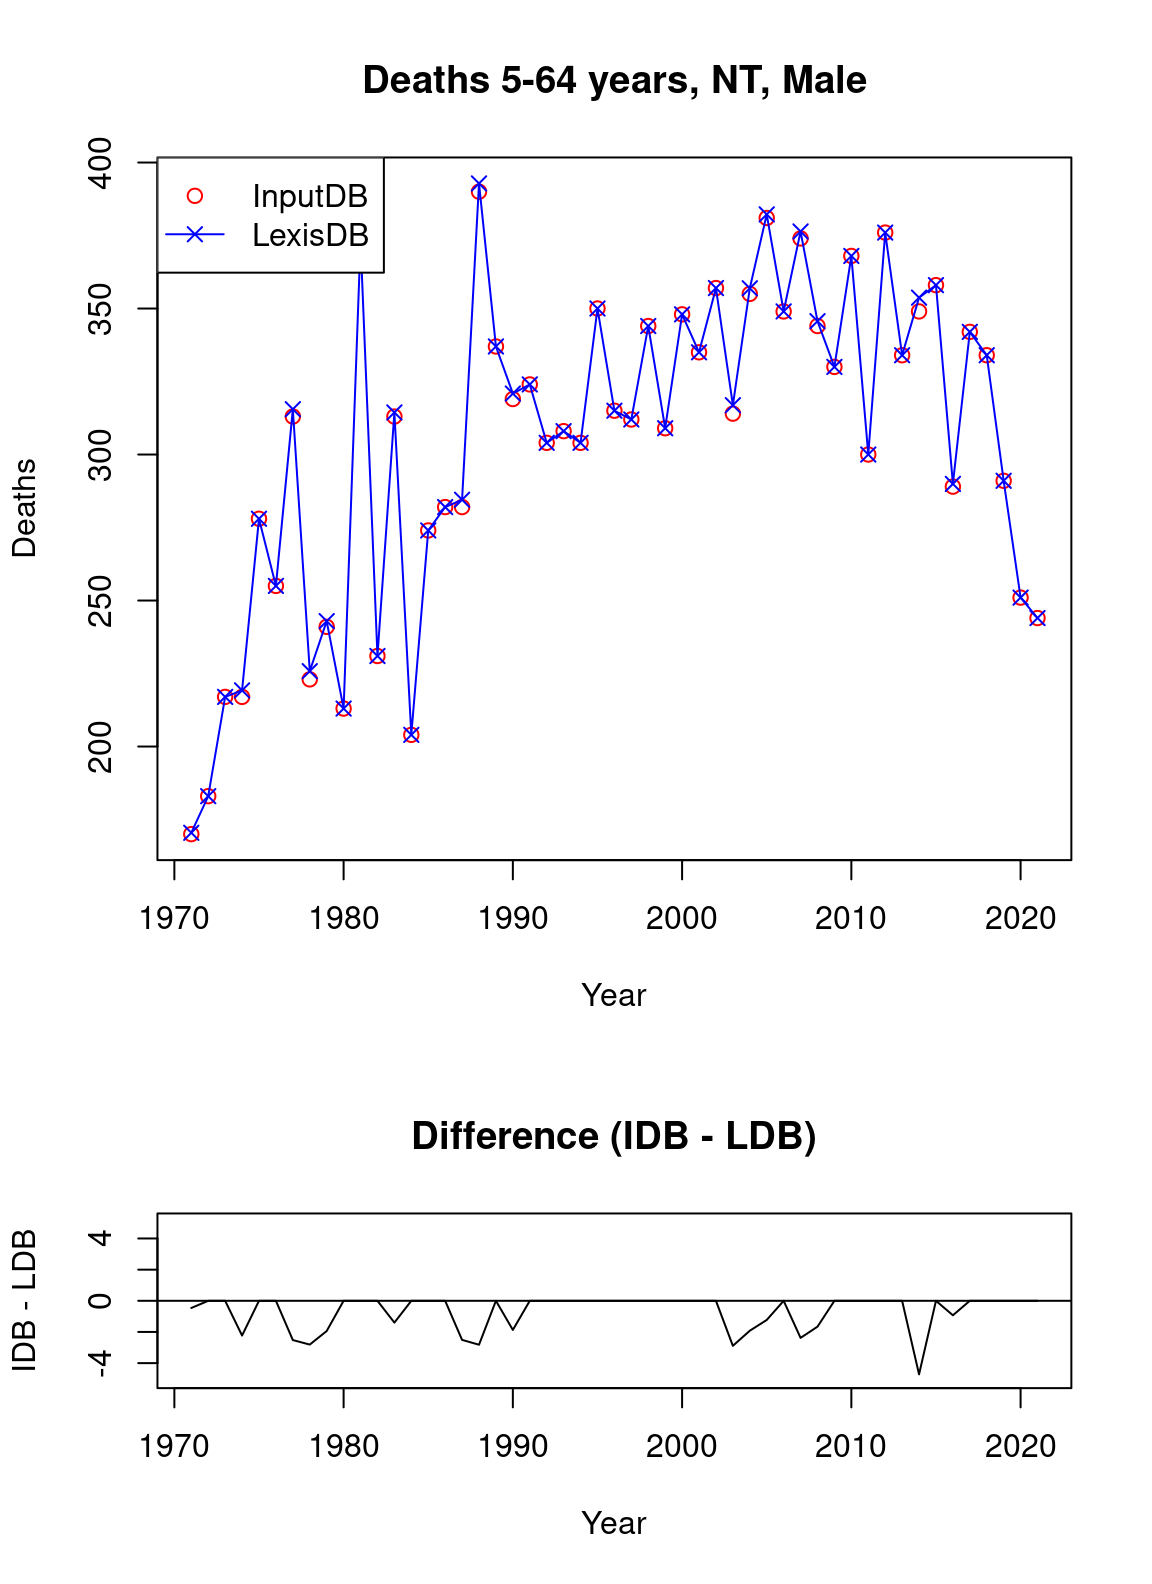 Deaths 5-64 years, NT, Male
InputDB
LexisDB
400
350
300
250
200
Deaths
1970 1980 1990 2000 2010 2020
Year
Difference (IDB - LDB)
4
0
-4
IDB - LDB
1970 1980 1990 2000 2010 2020
Year